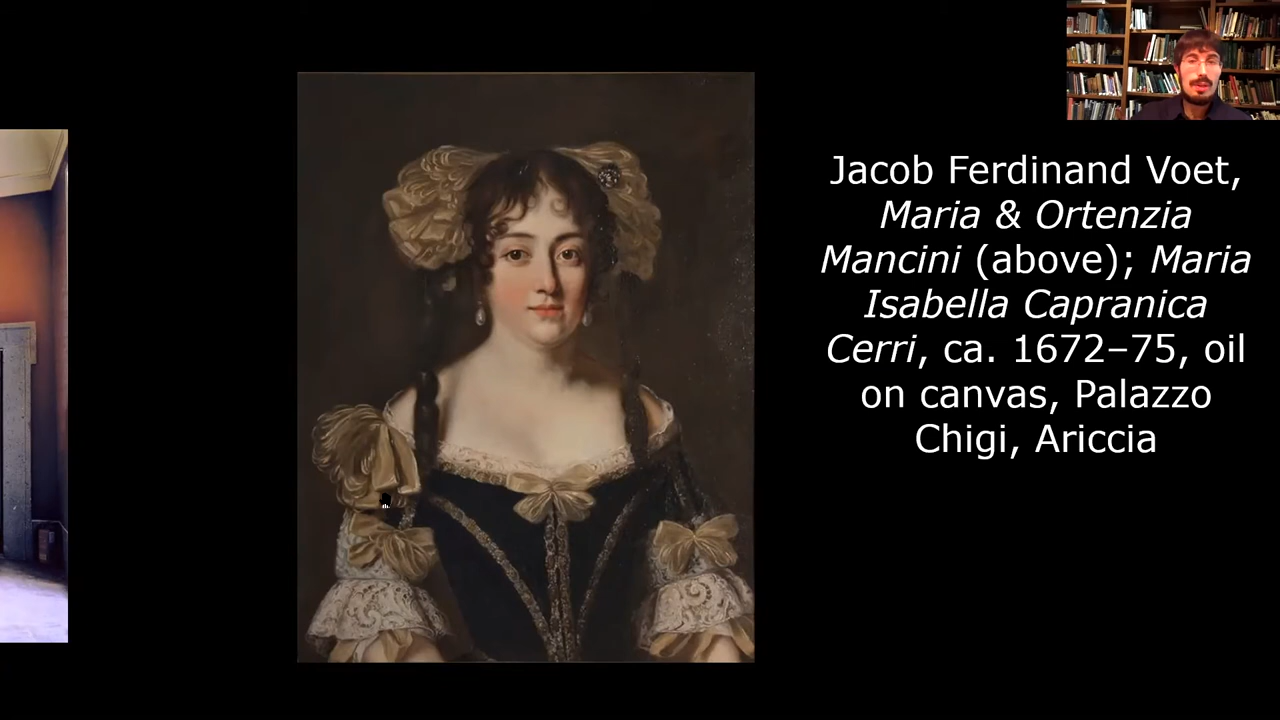 Jacob Ferdinand Voet,
Maria & Ortenzia
Mancini (above); Maria
Isabella Capranica
Cerri, ca. 1672–75, oil
on canvas, Palazzo
Chigi, Ariccia